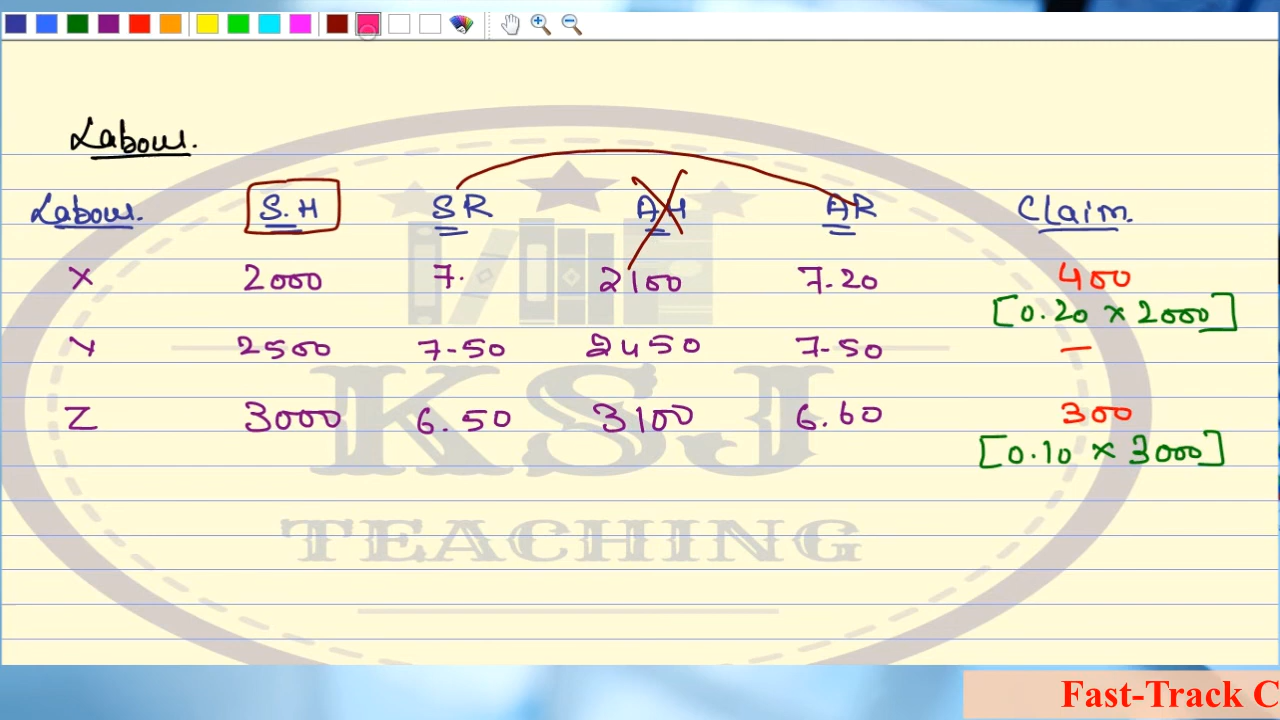 Labour.
Labour. S.H SR AH AR Claim.
X 2000 7. 2100 7.20 400
[0.20 × 2000]
Y 2500 7.50 2450 7.50 —
Z 3000 6.50 3100 6.60 300
[0.10 × 3000]
KSJ
TEACHING
Fast-Track C